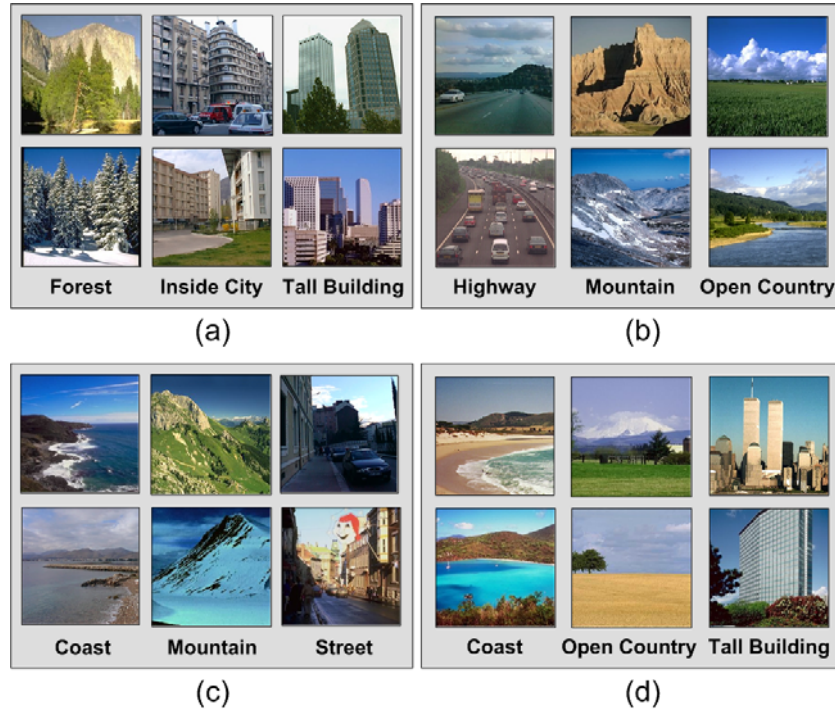 Forest Inside City Tall Building
(a)
Highway Mountain Open Country
(b)
Coast Mountain Street
(c)
Coast Open Country Tall Building
(d)